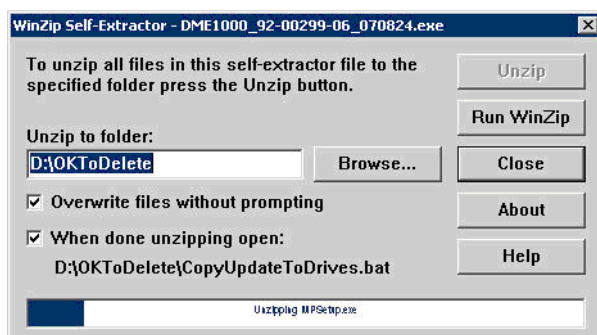 WinZip Self-Extractor - DME1000_92-00299-06_070824.exe
To unzip all files in this self-extractor file to the
specified folder press the Unzip button.
Unzip
Run WinZip
Unzip to folder:
D:\OKToDelete
Browse...
Close
Overwrite files without prompting
About
When done unzipping open:
D:\OKToDelete\CopyUpdateToDrives.bat
Help
Unzipping MPSetup.exe